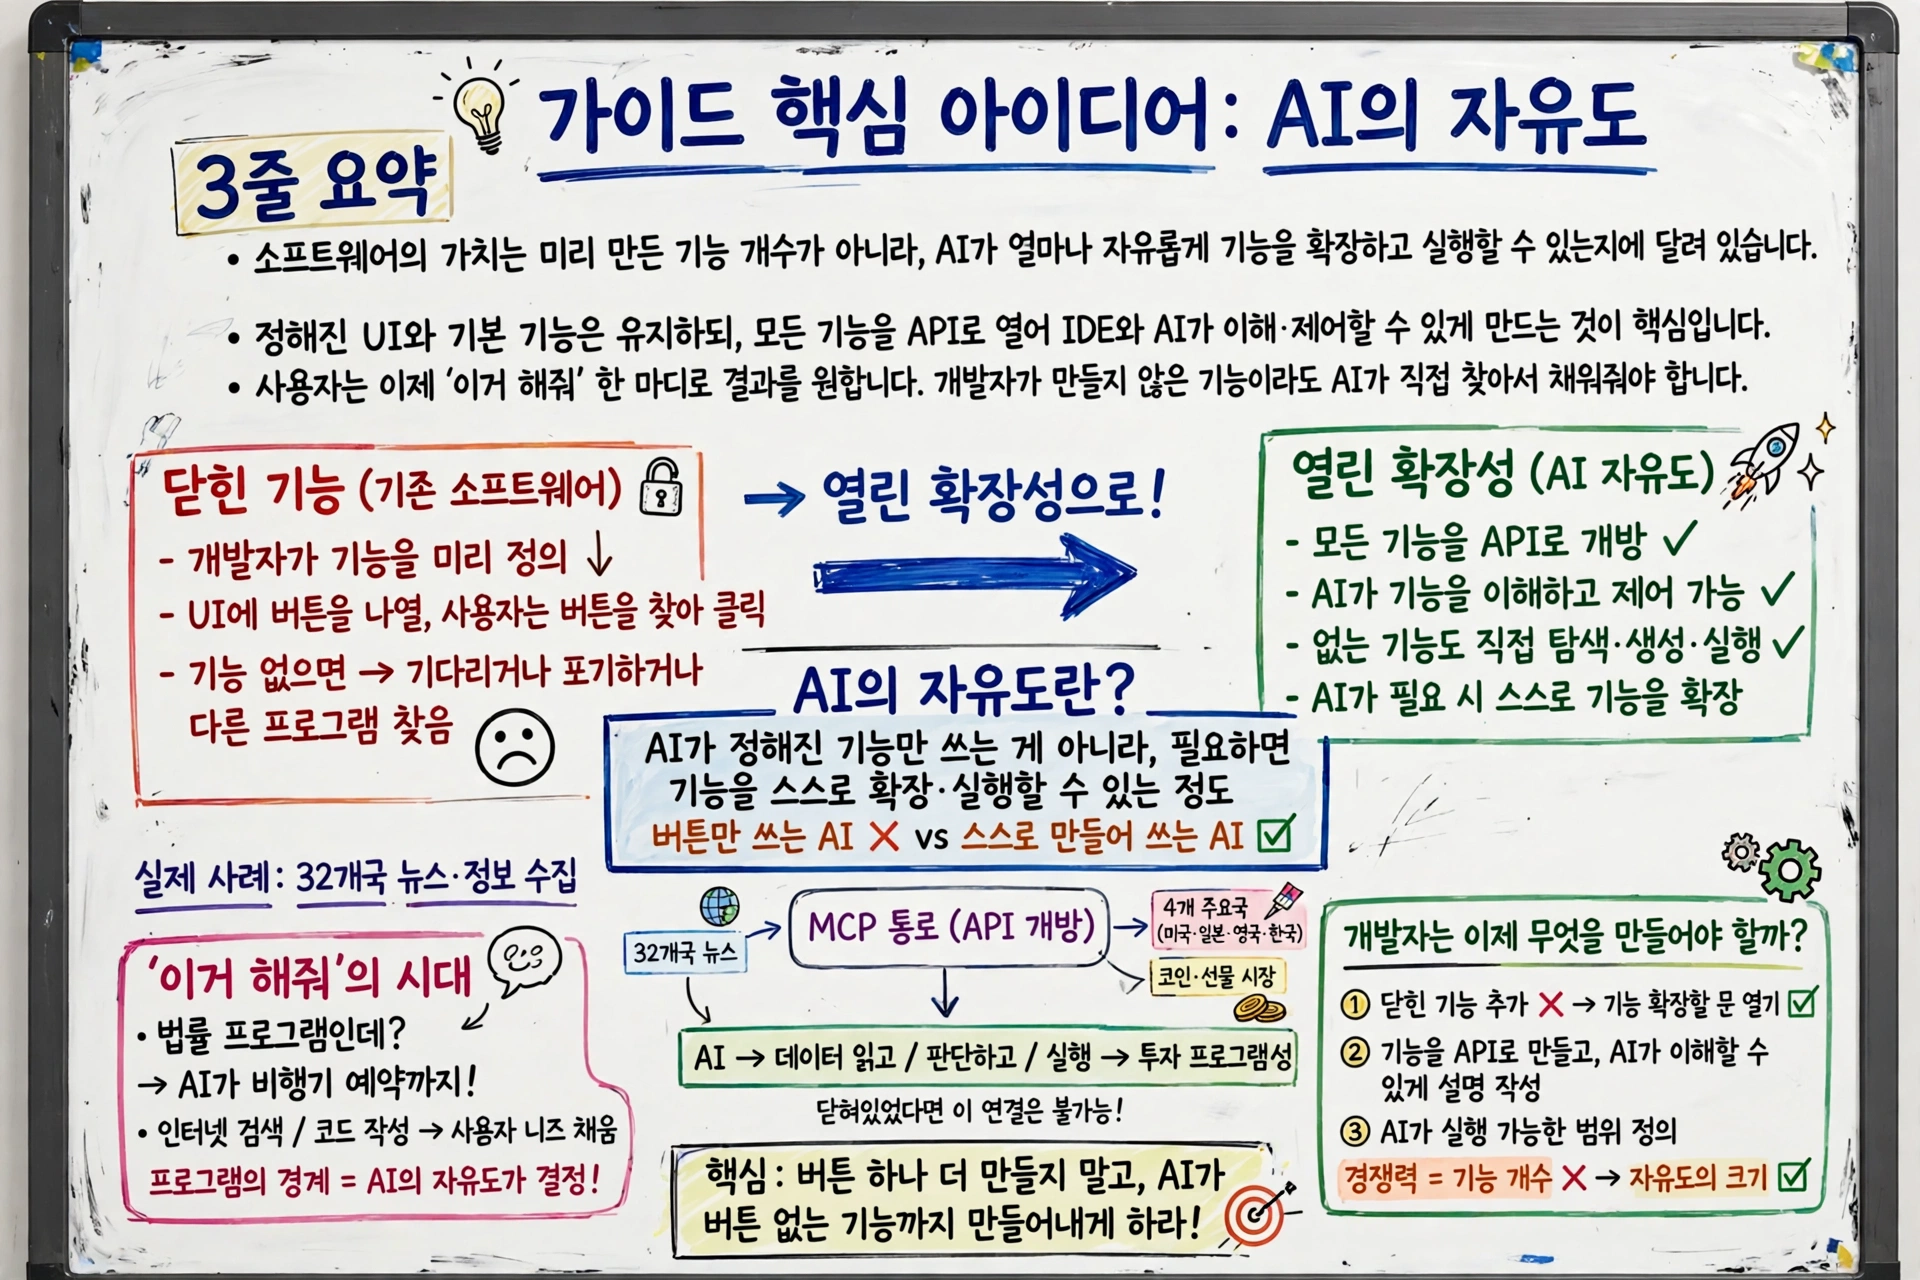 가이드 핵심 아이디어: AI의 자유도
3줄 요약
• 소프트웨어의 가치는 미리 만든 기능 개수가 아니라, AI가 얼마나 자유롭게 기능을 확장하고 실행할 수 있는지에 달려 있습니다.
• 정해진 UI와 기본 기능은 유지하되, 모든 기능을 API로 열어 IDE와 AI가 이해·제어할 수 있게 만드는 것이 핵심입니다.
• 사용자는 이제 '이거 해줘' 한 마디로 결과를 원합니다. 개발자가 만들지 않은 기능이라도 AI가 직접 찾아서 채워줘야 합니다.
닫힌 기능 (기존 소프트웨어)
- 개발자가 기능을 미리 정의 ↓
- UI에 버튼을 나열, 사용자는 버튼을 찾아 클릭
- 기능 없으면 → 기다리거나 포기하거나
다른 프로그램 찾음
→ 열린 확장성으로!
열린 확장성 (AI 자유도)
- 모든 기능을 API로 개방 ✓
- AI가 기능을 이해하고 제어 가능 ✓
- 없는 기능도 직접 탐색·생성·실행 ✓
- AI가 필요 시 스스로 기능을 확장
AI의 자유도란?
AI가 정해진 기능만 쓰는 게 아니라, 필요하면
기능을 스스로 확장·실행할 수 있는 정도
버튼만 쓰는 AI ❌ vs 스스로 만들어 쓰는 AI ☑
실제 사례: 32개국 뉴스·정보 수집
32개국 뉴스
MCP 통로 (API 개방)
4개 주요국
(미국·일본·영국·한국)
코인·선물 시장
AI → 데이터 읽고 / 판단하고 / 실행 → 투자 프로그램성
닫혀있었다면 이 연결은 불가능!
'이거 해줘'의 시대
• 법률 프로그램인데?
→ AI가 비행기 예약까지!
• 인터넷 검색 / 코드 작성 → 사용자 니즈 채움
프로그램의 경계 = AI의 자유도가 결정!
핵심: 버튼 하나 더 만들지 말고, AI가
버튼 없는 기능까지 만들어내게 하라!
개발자는 이제 무엇을 만들어야 할까?
① 닫힌 기능 추가 ❌ → 기능 확장할 문 열기 ☑
② 기능을 API로 만들고, AI가 이해할 수
있게 설명 작성
③ AI가 실행 가능한 범위 정의
경쟁력 = 기능 개수 ❌ → 자유도의 크기 ☑